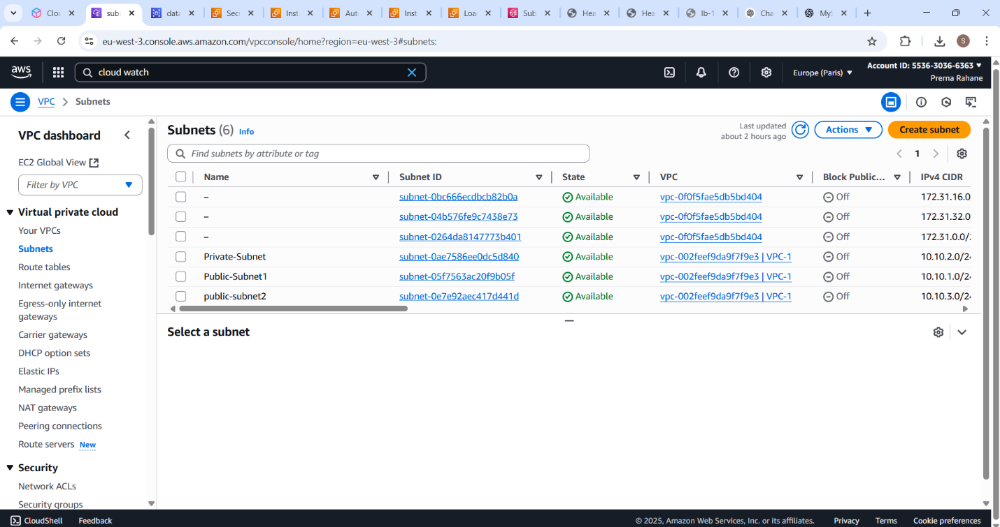 Clou
sub
data
Sec
Inst
Aut
Inst
Loa
Sub
Hea
Hea
lb-1
Cha
MyS
eu-west-3.console.aws.amazon.com/vpcconsole/home?region=eu-west-3#subnets:
S
aws
cloud watch
Europe (Paris)
Account ID: 5536-3036-6363
Prerna Rahane
VPC
Subnets
VPC dashboard
EC2 Global View
Filter by VPC
Virtual private cloud
Your VPCs
Subnets
Route tables
Internet gateways
Egress-only internet
gateways
Carrier gateways
DHCP option sets
Elastic IPs
Managed prefix lists
NAT gateways
Peering connections
Route servers New
Security
Network ACLs
Security groups
Subnets (6) Info
Last updated
about 2 hours ago
Actions
Create subnet
Find subnets by attribute or tag
1
Name Subnet ID State VPC Block Public... IPv4 CIDR
– subnet-0bc666ecdbcb82b0a Available vpc-0f0f5fae5db5bd404 Off 172.31.16.0
– subnet-04b576fe9c7438e73 Available vpc-0f0f5fae5db5bd404 Off 172.31.32.0
– subnet-0264da8147773b401 Available vpc-0f0f5fae5db5bd404 Off 172.31.0.0/
Private-Subnet subnet-0ae7586ee0dc5d840 Available vpc-002feef9da9f7f9e3 | VPC-1 Off 10.10.2.0/24
Public-Subnet1 subnet-05f7563ac20f9b05f Available vpc-002feef9da9f7f9e3 | VPC-1 Off 10.10.1.0/24
public-subnet2 subnet-0e7e92aec417d441d Available vpc-002feef9da9f7f9e3 | VPC-1 Off 10.10.3.0/24
Select a subnet
CloudShell Feedback © 2025, Amazon Web Services, Inc. or its affiliates. Privacy Terms Cookie preferences